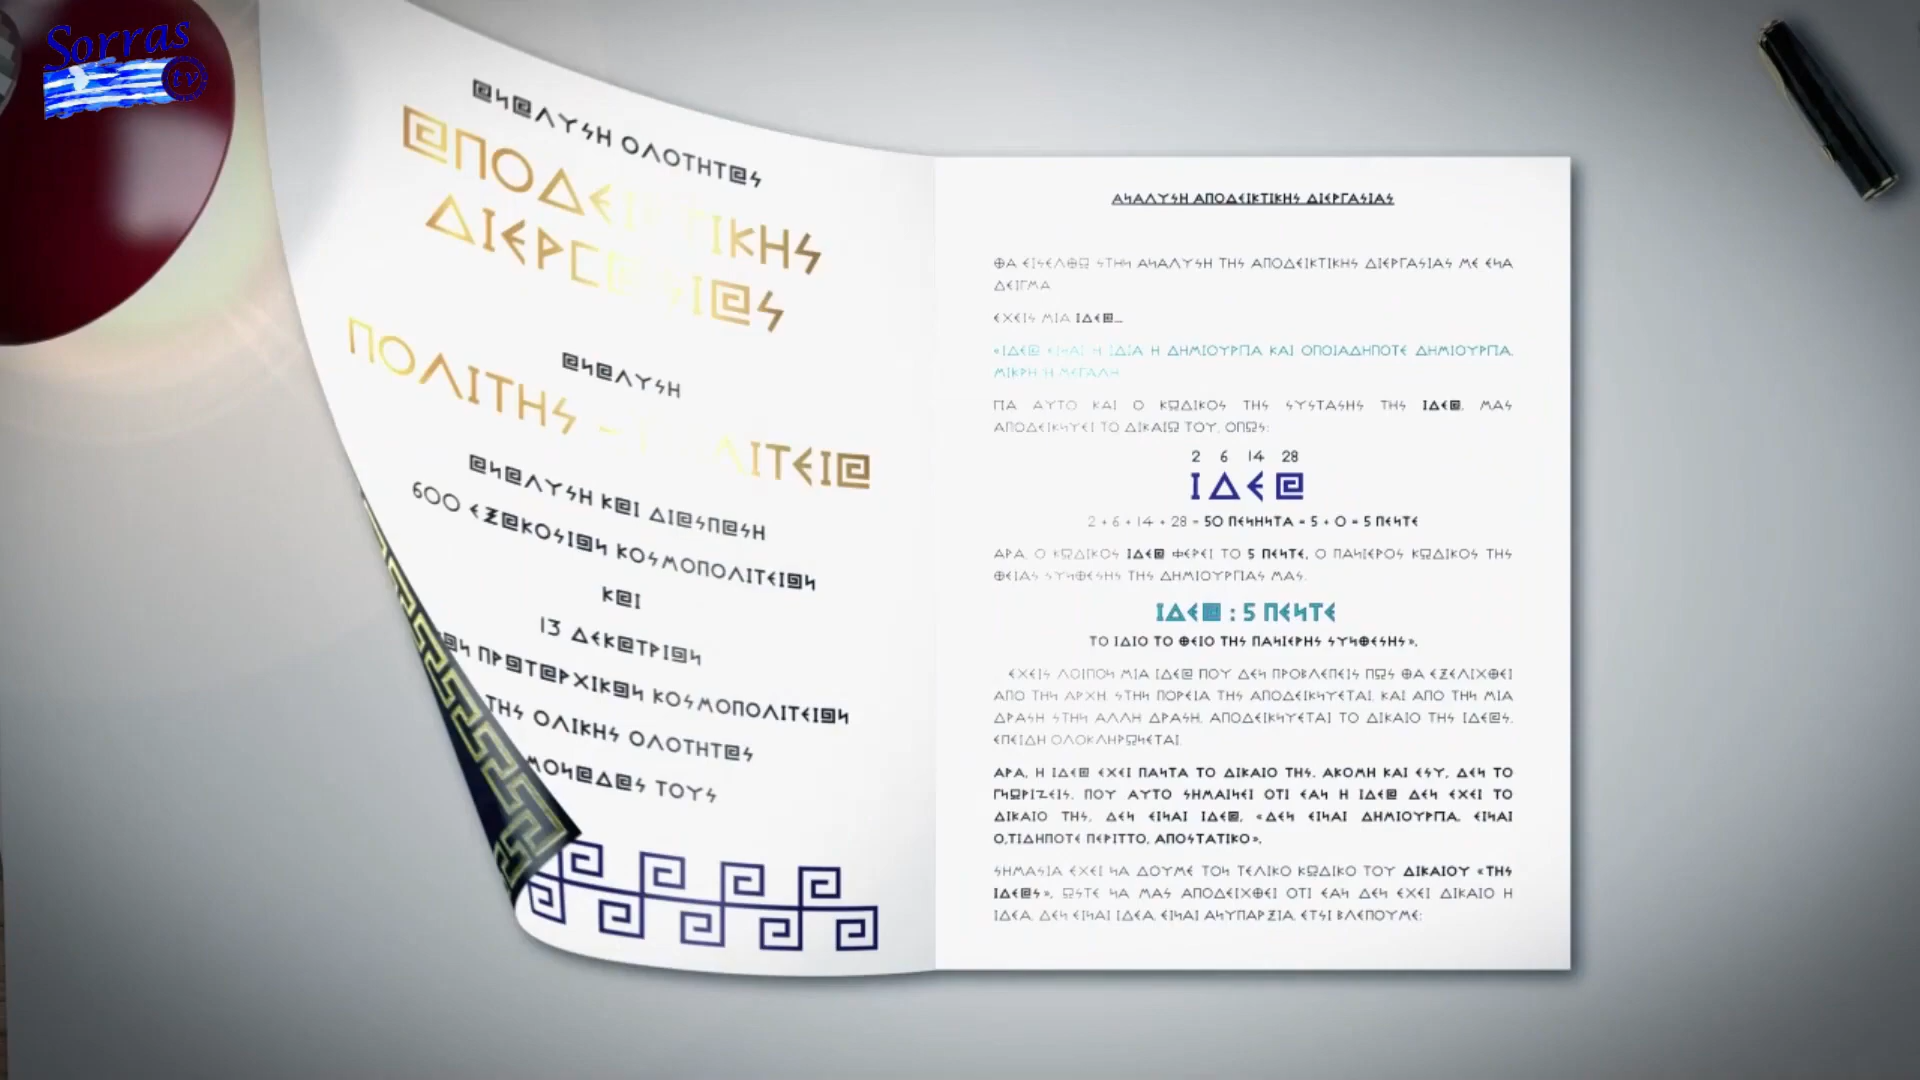 Sorras
tv
ΑΝΑΛΥΣΗ ΟΛΟΤΗΤΑΣ
ΑΠΟΔΕΙΚΤΙΚΗΣ
ΔΙΕΡΓΑΣΙΑΣ
ΑΝΑΛΥΣΗ
ΠΟΛΙΤΗΣ - ΠΟΛΙΤΕΙΑ
ΑΝΑΛΥΣΗ ΚΑΙ ΔΙΑΣΠΑΣΗ
600 ΕΞΑΚΟΣΙΩΝ ΚΟΣΜΟΠΟΛΙΤΕΙΩΝ
ΚΑΙ
13 ΔΕΚΑΤΡΙΩΝ
ΠΡΩΤΑΡΧΙΚΩΝ ΚΟΣΜΟΠΟΛΙΤΕΙΩΝ
ΤΗΣ ΟΛΙΚΗΣ ΟΛΟΤΗΤΑΣ
ΜΟΝΑΔΑΣ ΤΟΥΣ
ΑΝΑΛΥΣΗ ΑΠΟΔΕΙΚΤΙΚΗΣ ΔΙΕΡΓΑΣΙΑΣ
ΘΑ ΕΙΣΕΛΘΩ ΣΤΗΝ ΑΝΑΛΥΣΗ ΤΗΣ ΑΠΟΔΕΙΚΤΙΚΗΣ ΔΙΕΡΓΑΣΙΑΣ ΜΕ ΕΝΑ
ΔΕΙΓΜΑ
ΕΧΕΙΣ ΜΙΑ ΙΔΕΑ...
«ΙΔΕΑ ΕΙΝΑΙ Η ΙΔΙΑ Η ΔΗΜΙΟΥΡΓΙΑ ΚΑΙ ΟΠΟΙΑΔΗΠΟΤΕ ΔΗΜΙΟΥΡΓΙΑ,
ΜΙΚΡΗ Η ΜΕΓΑΛΗ.
ΓΙΑ ΑΥΤΟ ΚΑΙ Ο ΚΩΔΙΚΟΣ ΤΗΣ ΣΥΣΤΑΣΗΣ ΤΗΣ ΙΔΕΑ, ΜΑΣ
ΑΠΟΔΕΙΚΝΥΕΙ ΤΟ ΔΙΚΑΙΩ ΤΟΥ, ΟΠΩΣ:
2 6 14 28
ΙΔΕΑ
2 + 6 + 14 + 28 = 50 ΠΕΝΗΝΤΑ = 5 + 0 = 5 ΠΕΝΤΕ
ΑΡΑ, Ο ΚΩΔΙΚΟΣ ΙΔΕΑ ΦΕΡΕΙ ΤΟ 5 ΠΕΝΤΕ, Ο ΠΑΝΙΕΡΟΣ ΚΩΔΙΚΟΣ ΤΗΣ
ΘΕΙΑΣ ΣΥΝΘΕΣΗΣ ΤΗΣ ΔΗΜΙΟΥΡΓΙΑΣ ΜΑΣ.
ΙΔΕΑ : 5 ΠΕΝΤΕ
ΤΟ ΙΔΙΟ ΤΟ ΘΕΙΟ ΤΗΣ ΠΑΝΙΕΡΗΣ ΣΥΝΘΕΣΗΣ».
ΕΧΕΙΣ ΛΟΙΠΟΝ ΜΙΑ ΙΔΕΑ ΠΟΥ ΔΕΝ ΠΡΟΒΛΕΠΕΙΣ ΠΩΣ ΘΑ ΕΞΕΛΙΧΘΕΙ
ΑΠΟ ΤΗΝ ΑΡΧΗ ΣΤΗΝ ΠΟΡΕΙΑ ΤΗΣ ΑΠΟΔΕΙΚΝΥΕΤΑΙ. ΚΑΙ ΑΠΟ ΤΗΝ ΜΙΑ
ΔΡΑΣΗ ΣΤΗΝ ΑΛΛΗ ΔΡΑΣΗ, ΑΠΟΔΕΙΚΝΥΕΤΑΙ ΤΟ ΔΙΚΑΙΟ ΤΗΣ ΙΔΕΑΣ,
ΕΠΕΙΔΗ ΟΛΟΚΛΗΡΩΝΕΤΑΙ.
ΑΡΑ, Η ΙΔΕΑ ΕΧΕΙ ΠΑΝΤΑ ΤΟ ΔΙΚΑΙΟ ΤΗΣ. ΑΚΟΜΗ ΚΑΙ ΕΣΥ, ΔΕΝ ΤΟ
ΓΝΩΡΙΖΕΙΣ. ΠΟΥ ΑΥΤΟ ΣΗΜΑΙΝΕΙ ΟΤΙ ΕΑΝ Η ΙΔΕΑ ΔΕΝ ΕΧΕΙ ΤΟ
ΔΙΚΑΙΟ ΤΗΣ, ΔΕΝ ΕΙΝΑΙ ΙΔΕΑ, «ΔΕΝ ΕΙΝΑΙ ΔΗΜΙΟΥΡΓΙΑ, ΕΙΝΑΙ
Ο,ΤΙΔΗΠΟΤΕ ΠΕΡΙΤΤΟ, ΑΠΟΣΤΑΤΙΚΟ».
ΣΗΜΑΣΙΑ ΕΧΕΙ ΝΑ ΔΟΥΜΕ ΤΟΝ ΤΕΛΙΚΟ ΚΩΔΙΚΟ ΤΟΥ ΔΙΚΑΙΟΥ «ΤΗΣ
ΙΔΕΑΣ», ΩΣΤΕ ΝΑ ΜΑΣ ΑΠΟΔΕΙΧΘΕΙ ΟΤΙ ΕΑΝ ΔΕΝ ΕΧΕΙ ΔΙΚΑΙΟ Η
ΙΔΕΑ, ΔΕΝ ΕΙΝΑΙ ΙΔΕΑ, ΕΙΝΑΙ ΑΝΥΠΑΡΞΙΑ, ΕΤΣΙ ΒΛΕΠΟΥΜΕ: